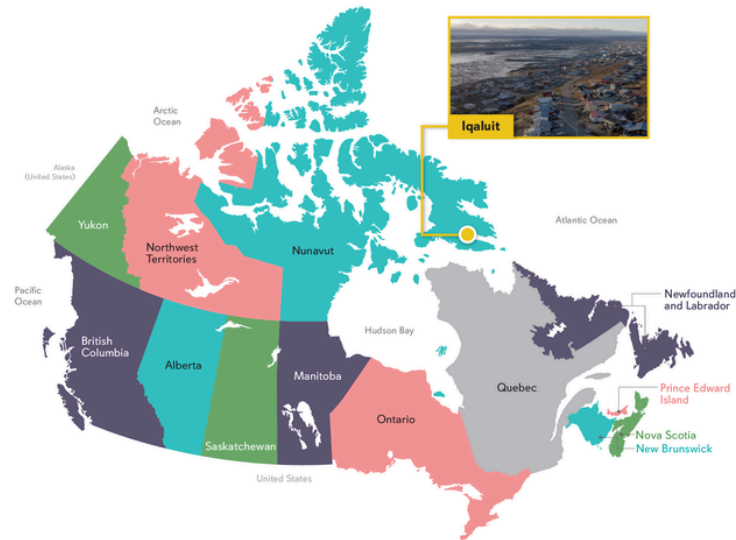 Iqaluit
Arctic
Ocean
Alaska
(United States)
Atlantic Ocean
Yukon
Northwest
Territories
Nunavut
Pacific
Ocean
Newfoundland
and Labrador
Hudson Bay
British
Columbia
Alberta
Manitoba
Quebec
Prince Edward
Island
Ontario
Nova Scotia
Saskatchewan
New Brunswick
United States